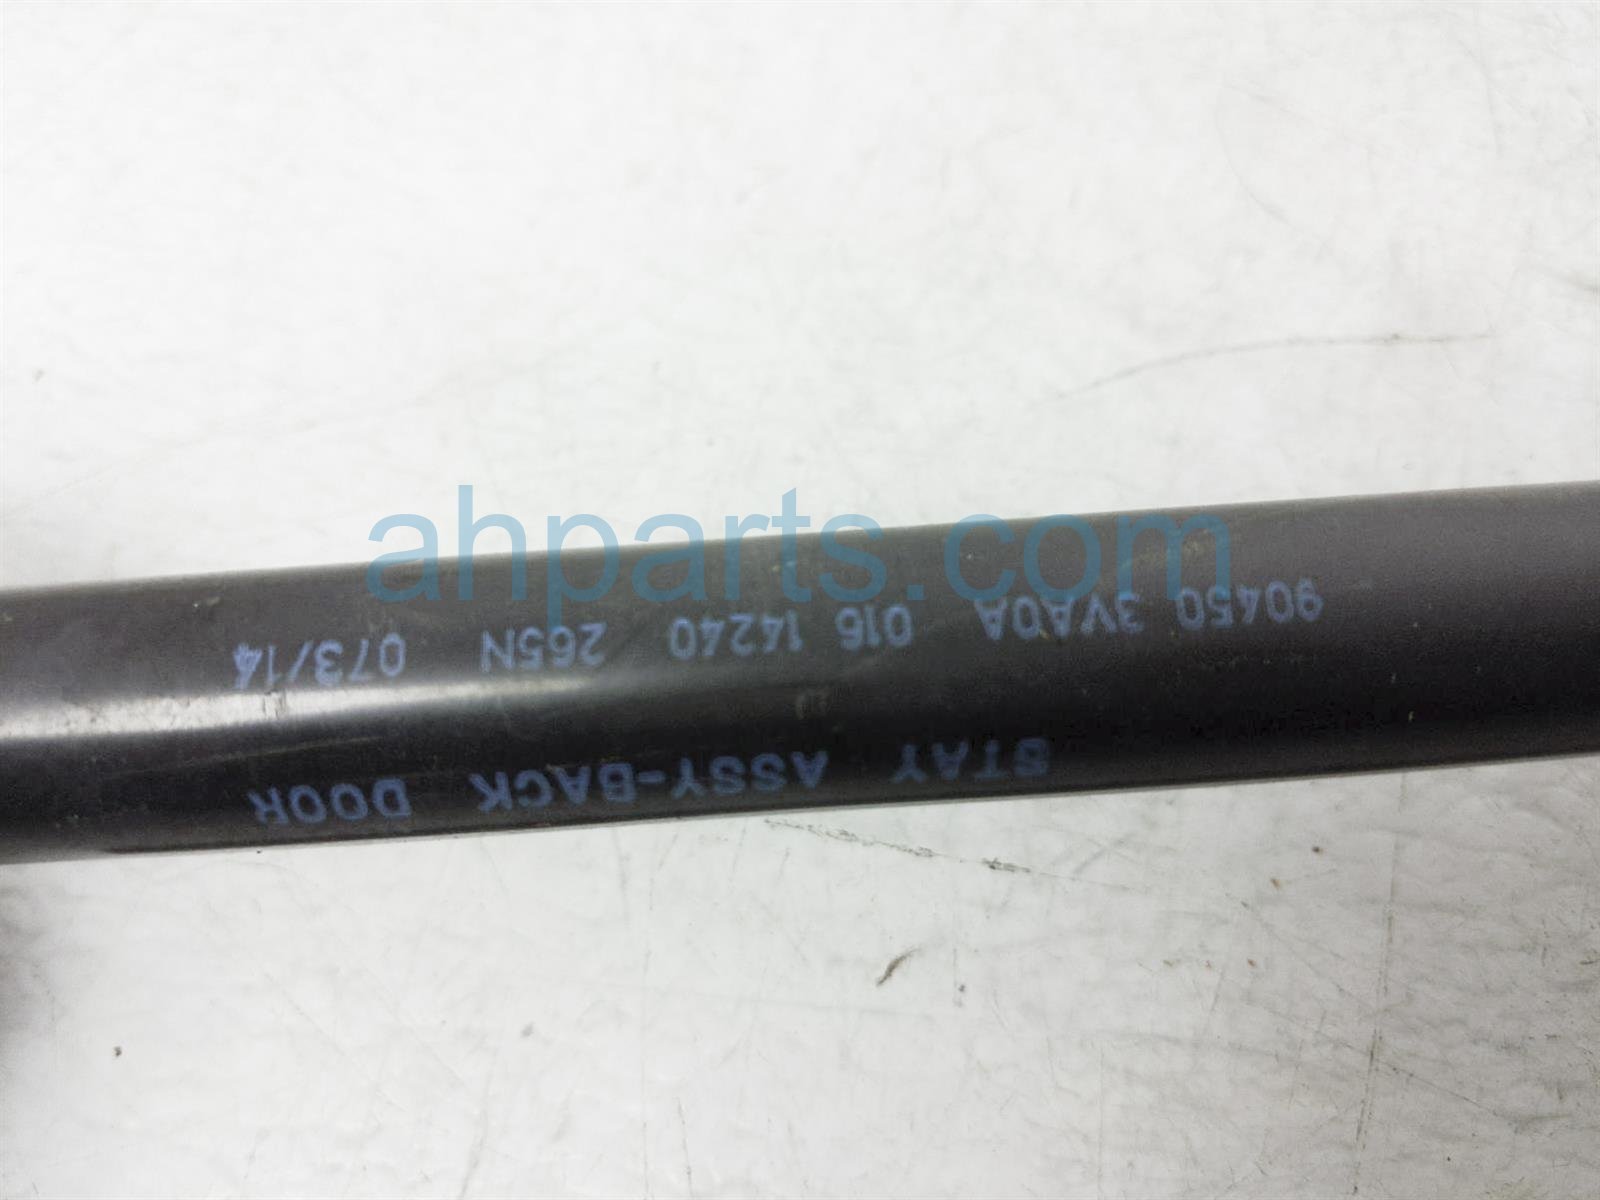 STAY ASSY-BACK DOOR
90450 3VA0A 016 14240 265N 073/14
ahparts.com